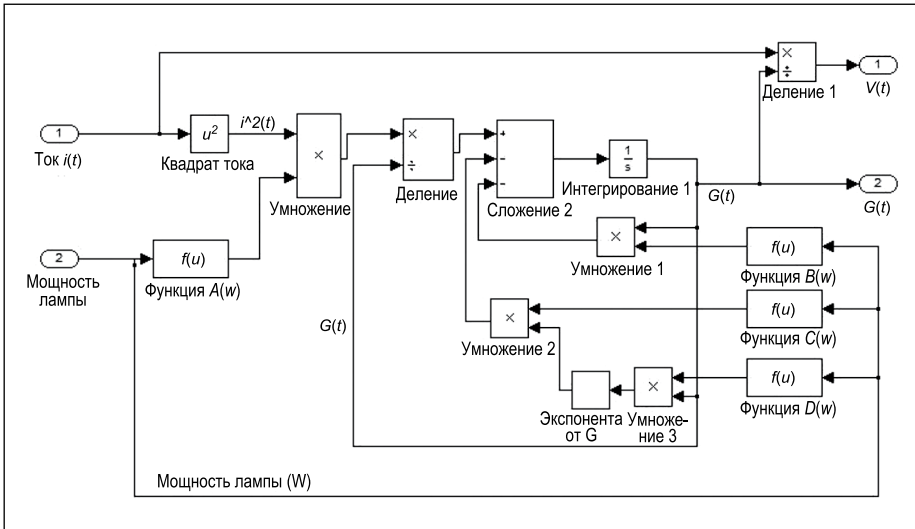 ×
÷
Деление 1
1
V(t)
1
Ток i(t)
u²
i^2(t)
Квадрат тока
×
Умножение
×
÷
Деление
+
−
−
Сложение 2
1
s
Интегрирование 1
G(t)
2
G(t)
×
Умножение 1
2
Мощность
лампы
f(u)
Функция A(w)
f(u)
Функция B(w)
G(t)
×
Умножение 2
f(u)
Функция C(w)
Экспонента
от G
×
Умноже-
ние 3
f(u)
Функция D(w)
Мощность лампы (W)